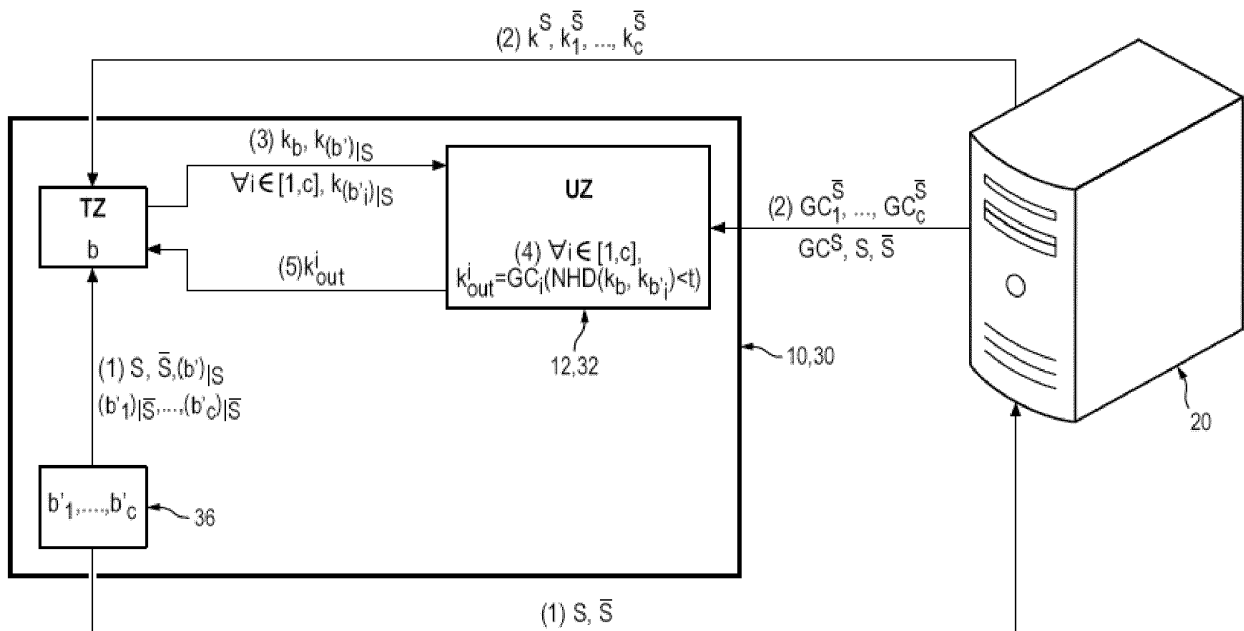 (2) k^S, k_1^S̅, ..., k_c^S̅
(3) k_b, k_(b')|S
∀i∈[1,c], k_(b'_i)|S
TZ
b
UZ
(4) ∀i∈[1,c],
k^i_out=GC_i(NHD(k_b, k_b'_i)<t)
(5)k^i_out
(2) GC_1^S̅, ..., GC_c^S̅
GC^S, S, S̅
12,32
10,30
20
(1) S, S̅,(b')|S
(b'_1)|S̅,...,(b'_c)|S̅
b'_1,....,b'_c
36
(1) S, S̅